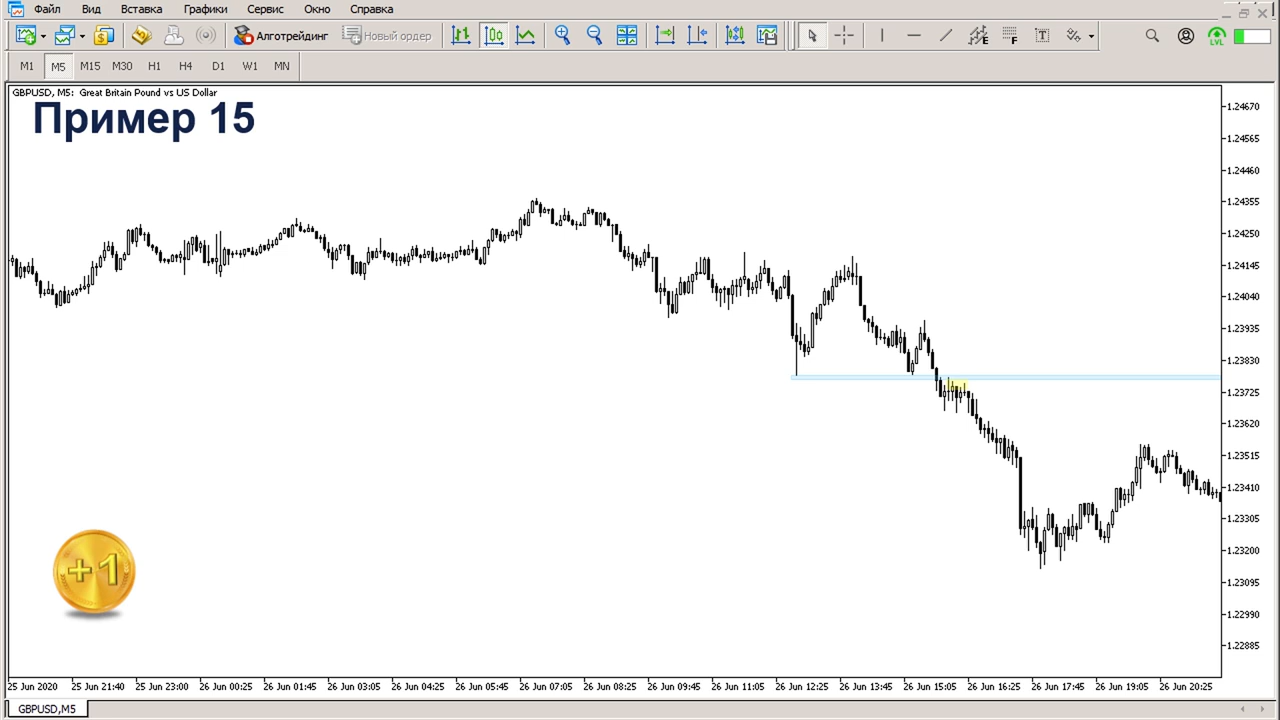 Файл Вид Вставка Графики Сервис Окно Справка
Алготрейдинг Новый ордер E F T LVL
M1 M5 M15 M30 H1 H4 D1 W1 MN
GBPUSD, M5: Great Britain Pound vs US Dollar
Пример 15
1.24670
1.24565
1.24460
1.24355
1.24250
1.24145
1.24040
1.23935
1.23830
1.23725
1.23620
1.23515
1.23410
1.23305
1.23200
1.23095
1.22990
1.22885
+1
25 Jun 2020 25 Jun 21:40 25 Jun 23:00 26 Jun 00:25 26 Jun 01:45 26 Jun 03:05 26 Jun 04:25 26 Jun 05:45 26 Jun 07:05 26 Jun 08:25 26 Jun 09:45 26 Jun 11:05 26 Jun 12:25 26 Jun 13:45 26 Jun 15:05 26 Jun 16:25 26 Jun 17:45 26 Jun 19:05 26 Jun 20:25
GBPUSD,M5